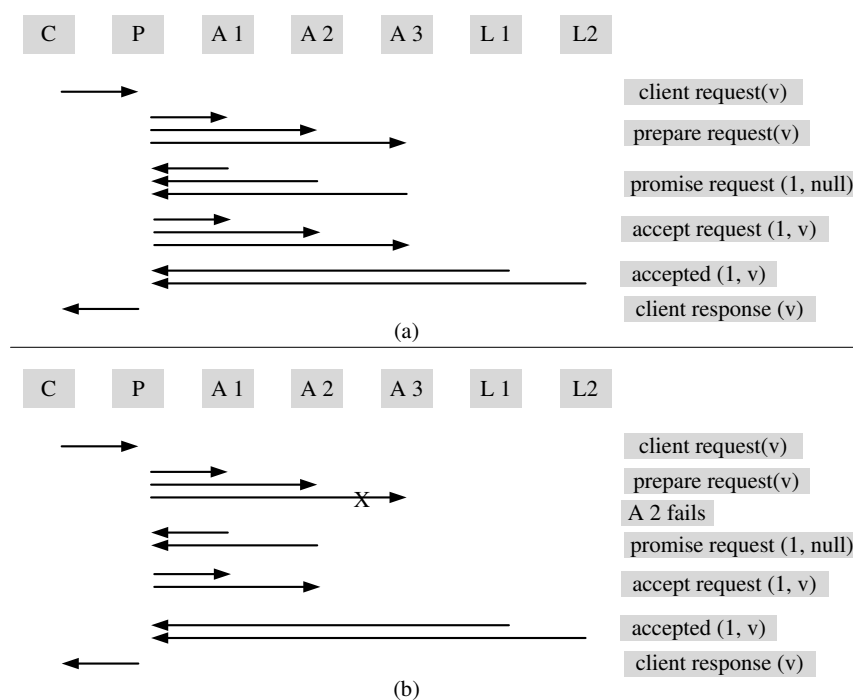 C P A 1 A 2 A 3 L 1 L2
client request(v)
prepare request(v)
promise request (1, null)
accept request (1, v)
accepted (1, v)
client response (v)
(a)
C P A 1 A 2 A 3 L 1 L2
client request(v)
prepare request(v)
X
A 2 fails
promise request (1, null)
accept request (1, v)
accepted (1, v)
client response (v)
(b)